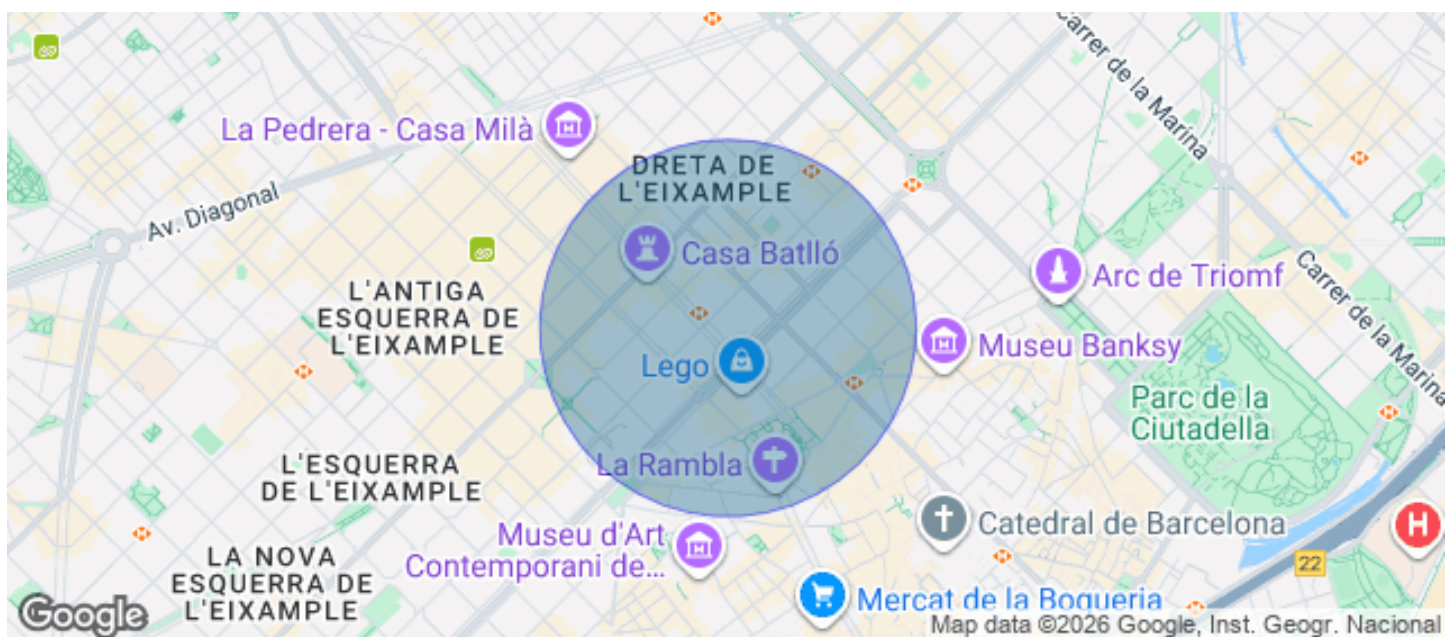 Carrer de la Marina
La Pedrera - Casa Milà
DRETA DE
L'EIXAMPLE
Av. Diagonal
Casa Batlló
Arc de Triomf
Carrer de la Marina
L'ANTIGA
ESQUERRA DE
L'EIXAMPLE
Lego
Museu Banksy
Parc de la
Ciutadella
La Rambla
L'ESQUERRA
DE L'EIXAMPLE
Catedral de Barcelona
H
Museu d'Art
Contemporani de...
22
LA NOVA
ESQUERRA DE
L'EIXAMPLE
Mercat de la Boqueria
Google
Map data ©2026 Google, Inst. Geogr. Nacional